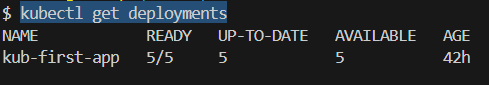 $ kubectl get deployments
NAME READY UP-TO-DATE AVAILABLE AGE
kub-first-app 5/5 5 5 42h